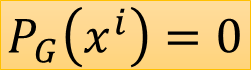 P_G(x^i) = 0